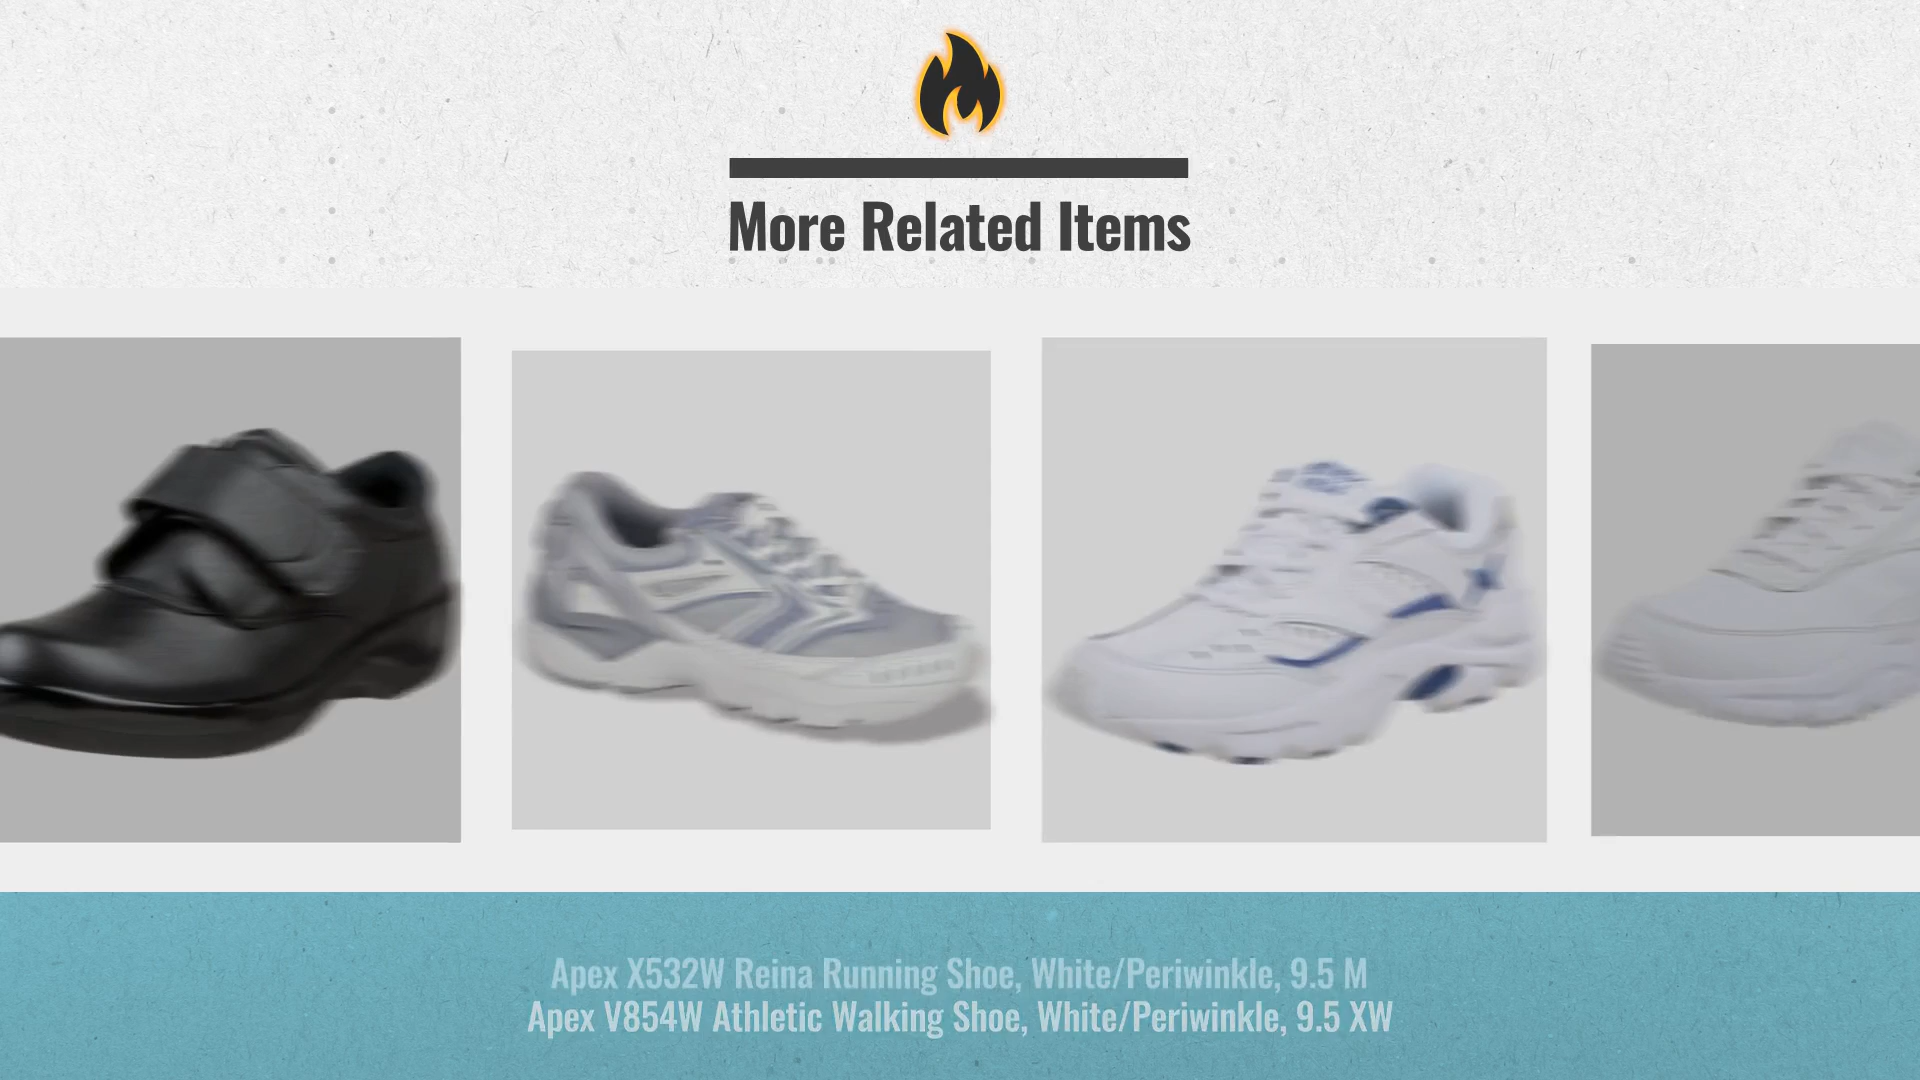 More Related Items
Apex X532W Reina Running Shoe, White/Periwinkle, 9.5 M
Apex V854W Athletic Walking Shoe, White/Periwinkle, 9.5 XW